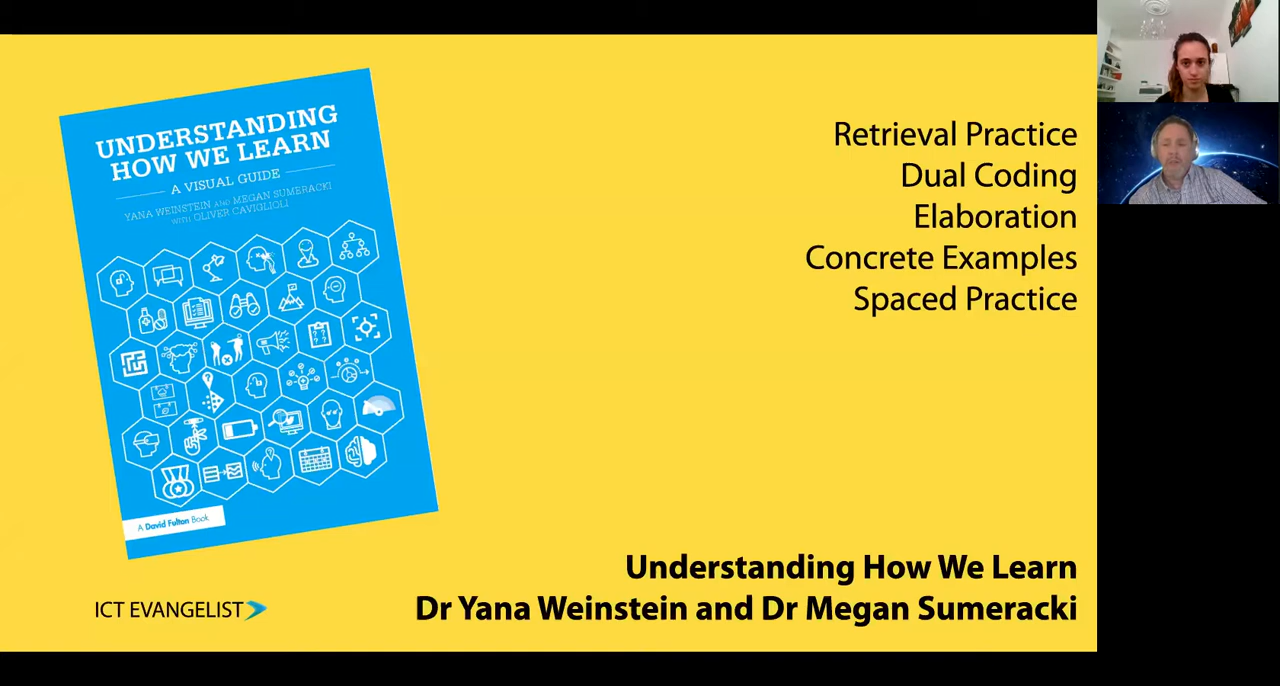 UNDERSTANDING
HOW WE LEARN
A VISUAL GUIDE
YANA WEINSTEIN AND MEGAN SUMERACKI
WITH OLIVER CAVIGLIOLI
A David Fulton Book
Retrieval Practice
Dual Coding
Elaboration
Concrete Examples
Spaced Practice
Understanding How We Learn
Dr Yana Weinstein and Dr Megan Sumeracki
ICT EVANGELIST